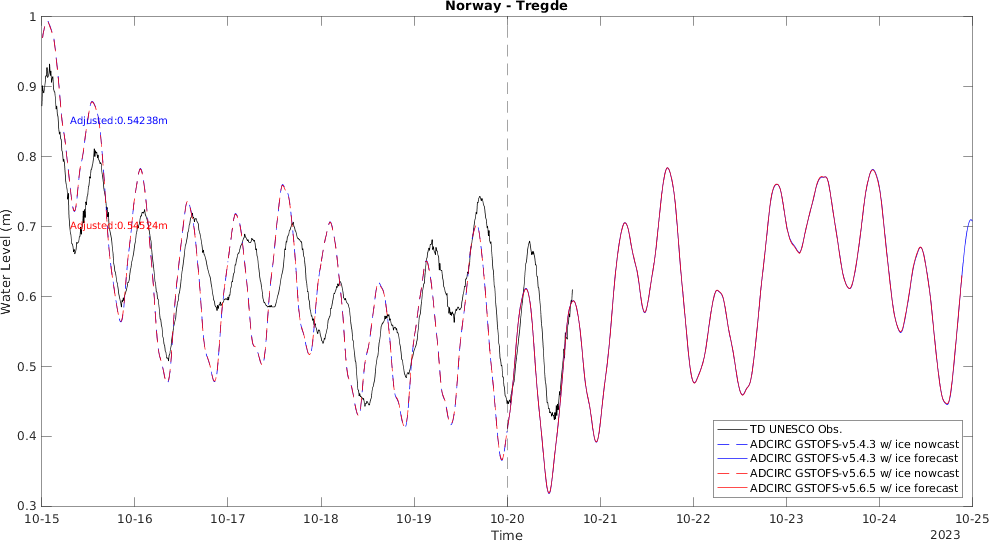 Norway - Tregde
Water Level (m)
1
0.9
0.8
0.7
0.6
0.5
0.4
0.3
Adjusted:0.54238m
Adjusted:0.54524m
TD UNESCO Obs.
ADCIRC GSTOFS-v5.4.3 w/ ice nowcast
ADCIRC GSTOFS-v5.4.3 w/ ice forecast
ADCIRC GSTOFS-v5.6.5 w/ ice nowcast
ADCIRC GSTOFS-v5.6.5 w/ ice forecast
10-15 10-16 10-17 10-18 10-19 10-20 10-21 10-22 10-23 10-24 10-25
Time
2023